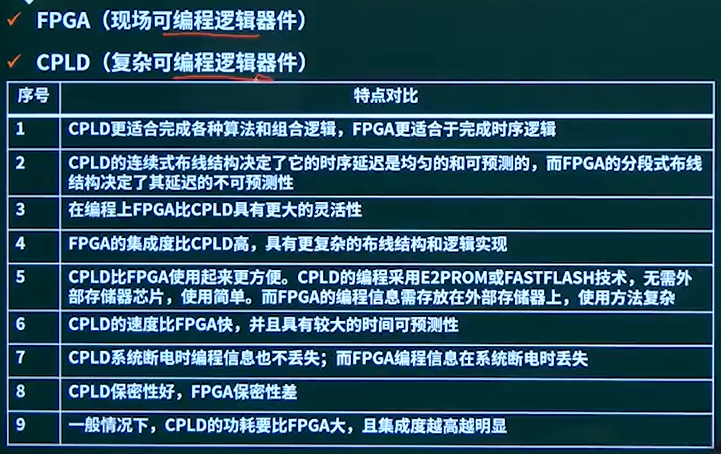 ✓ FPGA（现场可编程逻辑器件）
✓ CPLD（复杂可编程逻辑器件）
序号 特点对比
1 CPLD更适合完成各种算法和组合逻辑，FPGA更适合于完成时序逻辑
2 CPLD的连续式布线结构决定了它的时序延迟是均匀的和可预测的，而FPGA的分段式布线
结构决定了其延迟的不可预测性
3 在编程上FPGA比CPLD具有更大的灵活性
4 FPGA的集成度比CPLD高，具有更复杂的布线结构和逻辑实现
5 CPLD比FPGA使用起来更方便。CPLD的编程采用E2PROM或FASTFLASH技术，无需外
部存储器芯片，使用简单。而FPGA的编程信息需存放在外部存储器上，使用方法复杂
6 CPLD的速度比FPGA快，并且具有较大的时间可预测性
7 CPLD系统断电时编程信息也不丢失；而FPGA编程信息在系统断电时丢失
8 CPLD保密性好，FPGA保密性差
9 一般情况下，CPLD的功耗要比FPGA大，且集成度越高越明显